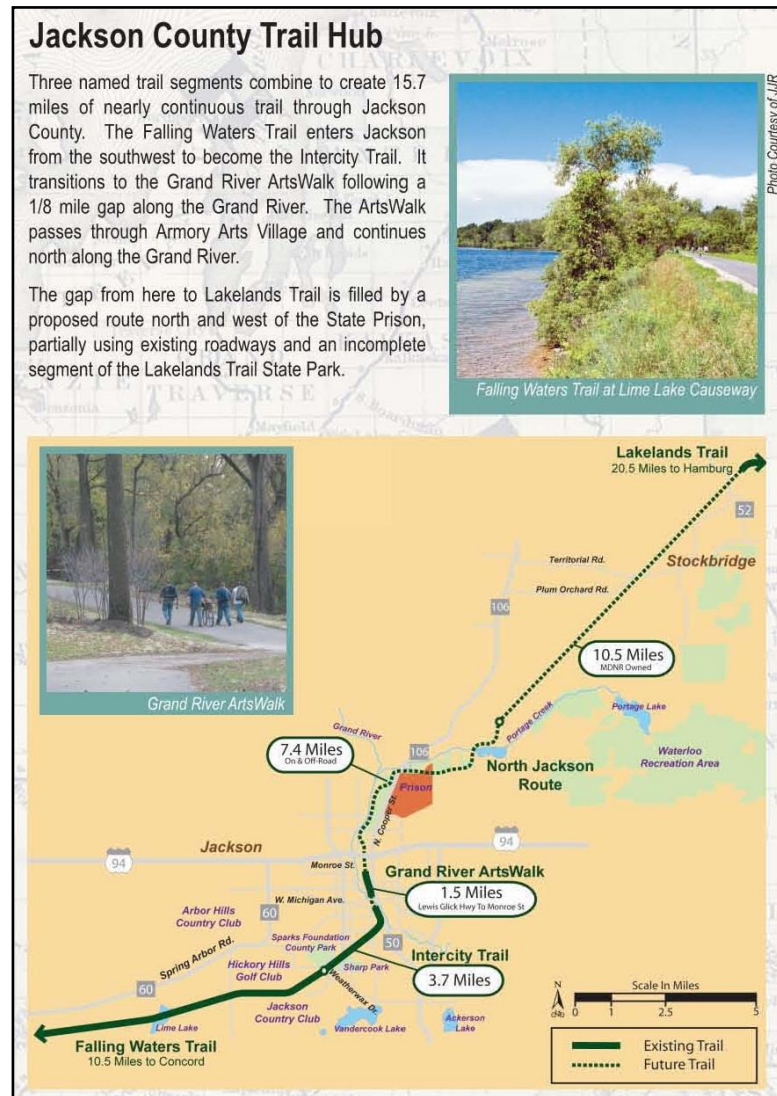 Jackson County Trail Hub
Three named trail segments combine to create 15.7
miles of nearly continuous trail through Jackson
County. The Falling Waters Trail enters Jackson
from the southwest to become the Intercity Trail. It
transitions to the Grand River ArtsWalk following a
1/8 mile gap along the Grand River. The ArtsWalk
passes through Armory Arts Village and continues
north along the Grand River.
The gap from here to Lakelands Trail is filled by a
proposed route north and west of the State Prison,
partially using existing roadways and an incomplete
segment of the Lakelands Trail State Park.
Photo Courtesy of JJR
Falling Waters Trail at Lime Lake Causeway
Grand River ArtsWalk
Lakelands Trail
20.5 Miles to Hamburg
52
Territorial Rd.
Stockbridge
Plum Orchard Rd.
106
10.5 Miles
MDNR Owned
Grand River
Portage Creek
Portage Lake
7.4 Miles
On & Off-Road
106
Prison
North Jackson
Route
Waterloo
Recreation Area
N. Cooper St.
Jackson
94
94
Monroe St.
Grand River ArtsWalk
1.5 Miles
Lewis Glick Hwy To Monroe St
W. Michigan Ave.
Arbor Hills
Country Club
60
Sparks Foundation
County Park
50
Intercity Trail
3.7 Miles
Spring Arbor Rd.
Hickory Hills
Golf Club
Sharp Park
Weatherwax Dr.
60
Jackson
Country Club
Lime Lake
Vandercook Lake
Ackerson
Lake
Falling Waters Trail
10.5 Miles to Concord
N
Scale In Miles
0 1 2.5 5
Existing Trail
Future Trail